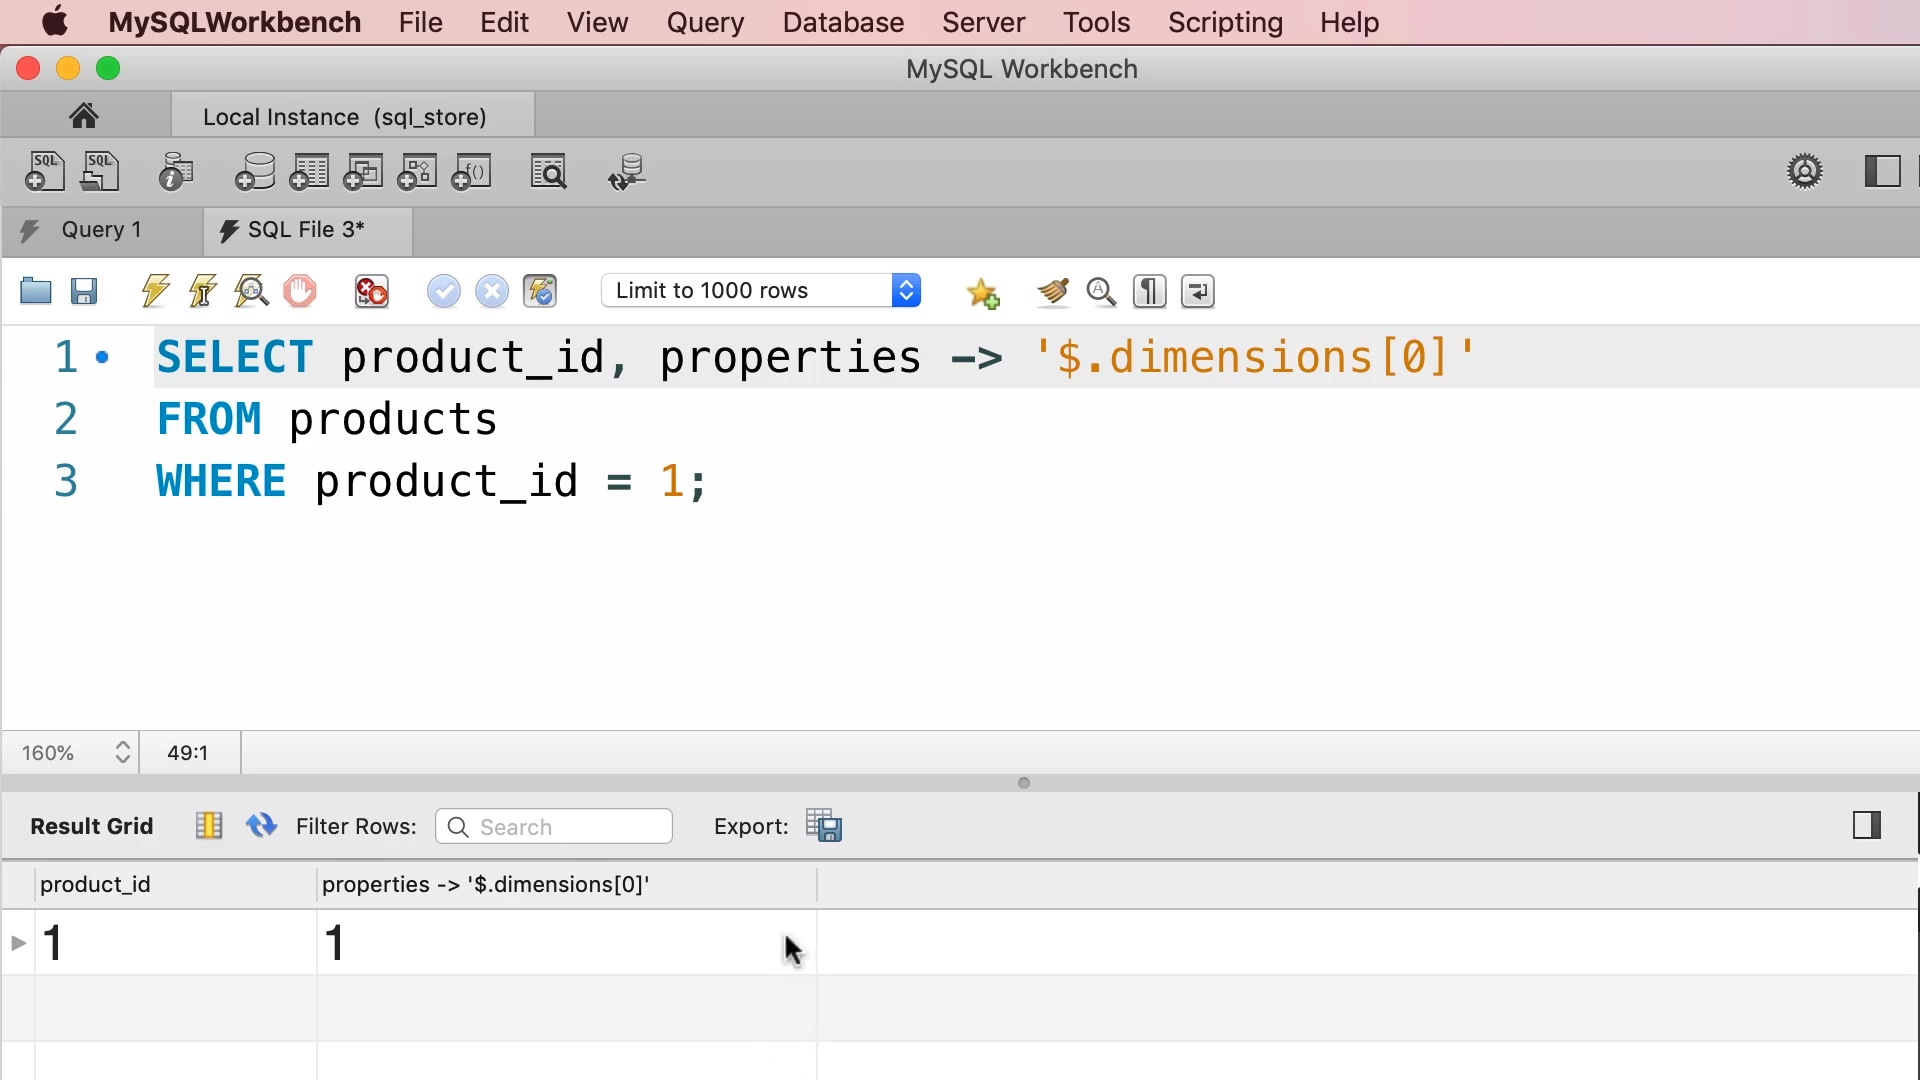 MySQLWorkbench File Edit View Query Database Server Tools Scripting Help
MySQL Workbench
Local Instance (sql_store)
SQL SQL
Query 1 SQL File 3*
Limit to 1000 rows
1 SELECT product_id, properties -> '$.dimensions[0]'
2 FROM products
3 WHERE product_id = 1;
160% 49:1
Result Grid Filter Rows: Search Export:
product_id properties -> '$.dimensions[0]'
1 1